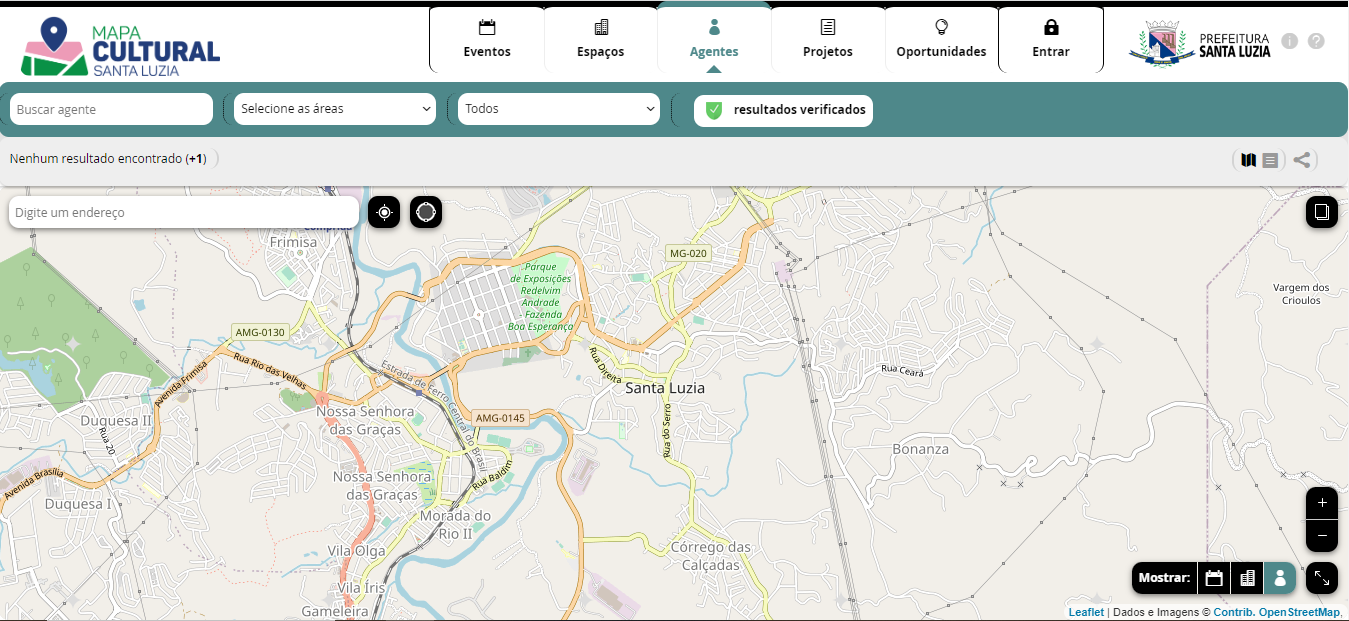 MAPA
CULTURAL
SANTA LUZIA
Eventos
Espaços
Agentes
Projetos
Oportunidades
Entrar
PREFEITURA
SANTA LUZIA
Buscar agente
Selecione as áreas
Todos
resultados verificados
Nenhum resultado encontrado (+1)
Digite um endereço
Frimisa
MG-020
Parque
de Exposições
Redelvim
Andrade
- Fazenda
Boa Esperança
Vargem dos
Crioulos
AMG-0130
Rua Rio das Velhas
Avenida Frimisa
Estrada de Ferro Central do Brasil
Rua Direita
Rua Ceará
Santa Luzia
Nossa Senhora
das Graças
AMG-0145
Duquesa II
Rua 20
Rua do Serro
Bonanza
Avenida Brasília
Nossa Senhora
das Graças
Rua Baldim
Duquesa I
Morada do
Rio II
Vila Olga
Córrego das
Calçadas
Vila Íris
Gameleira
+
−
Mostrar:
Leaflet | Dados e Imagens © Contrib. OpenStreetMap,